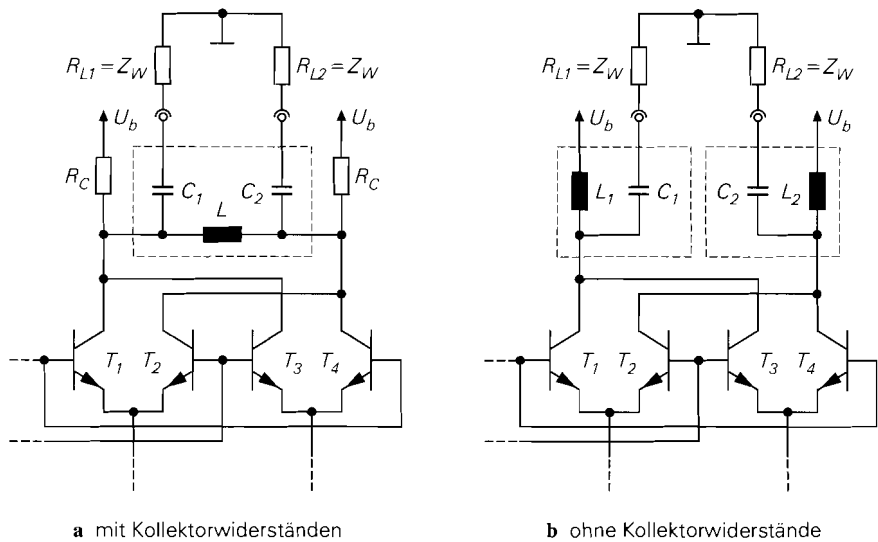 R_L1 = Z_W
R_L2 = Z_W
U_b
U_b
R_C
C_1
C_2
R_C
L
T_1
T_2
T_3
T_4
a mit Kollektorwiderständen
R_L1 = Z_W
R_L2 = Z_W
U_b
U_b
L_1
C_1
C_2
L_2
T_1
T_2
T_3
T_4
b ohne Kollektorwiderstände